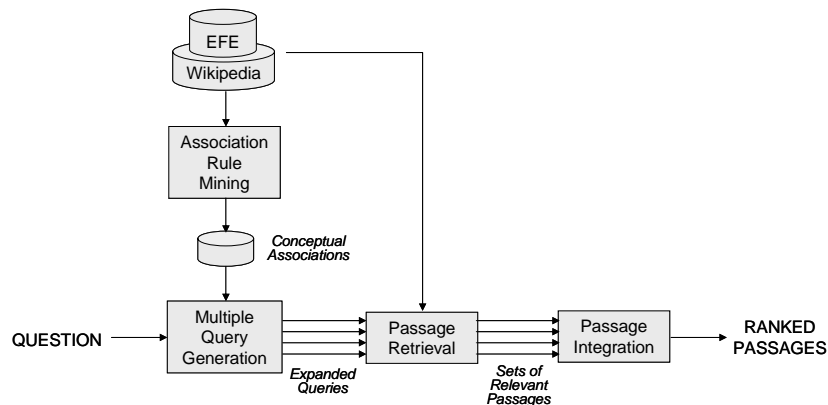 EFE
Wikipedia
Association
Rule
Mining
Conceptual
Associations
QUESTION
Multiple
Query
Generation
Expanded
Queries
Passage
Retrieval
Sets of
Relevant
Passages
Passage
Integration
RANKED
PASSAGES